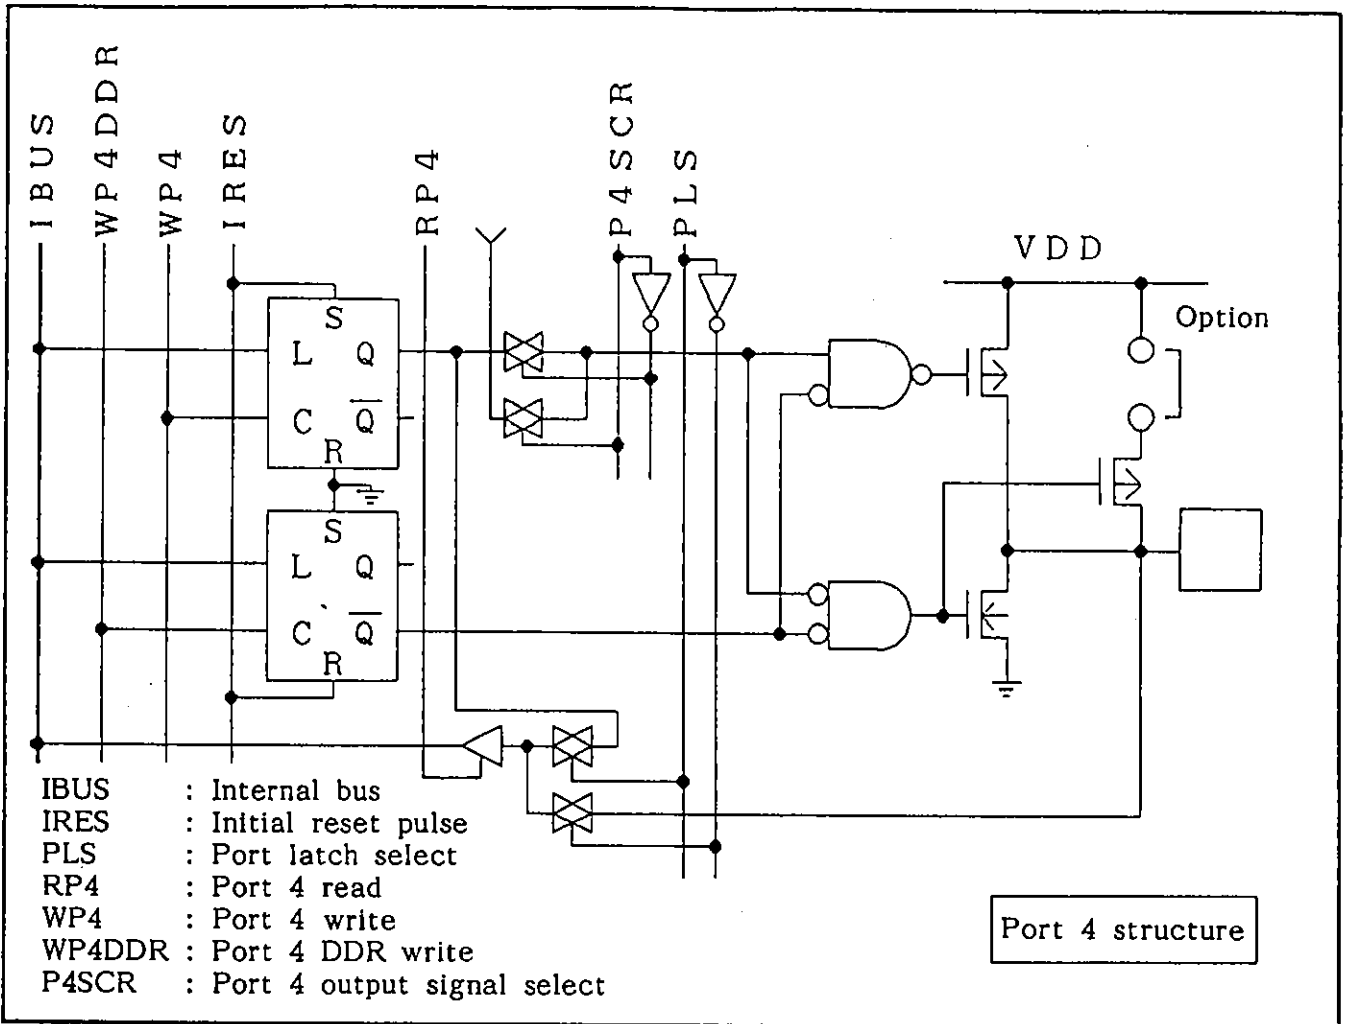 IBUS
WP4DDR
WP4
IRES
RP4
P4SCR
PLS
VDD
Option
S
L Q
C Q̅
R
S
L Q
C Q̅
R
IBUS : Internal bus
IRES : Initial reset pulse
PLS : Port latch select
RP4 : Port 4 read
WP4 : Port 4 write
WP4DDR : Port 4 DDR write
P4SCR : Port 4 output signal select
Port 4 structure